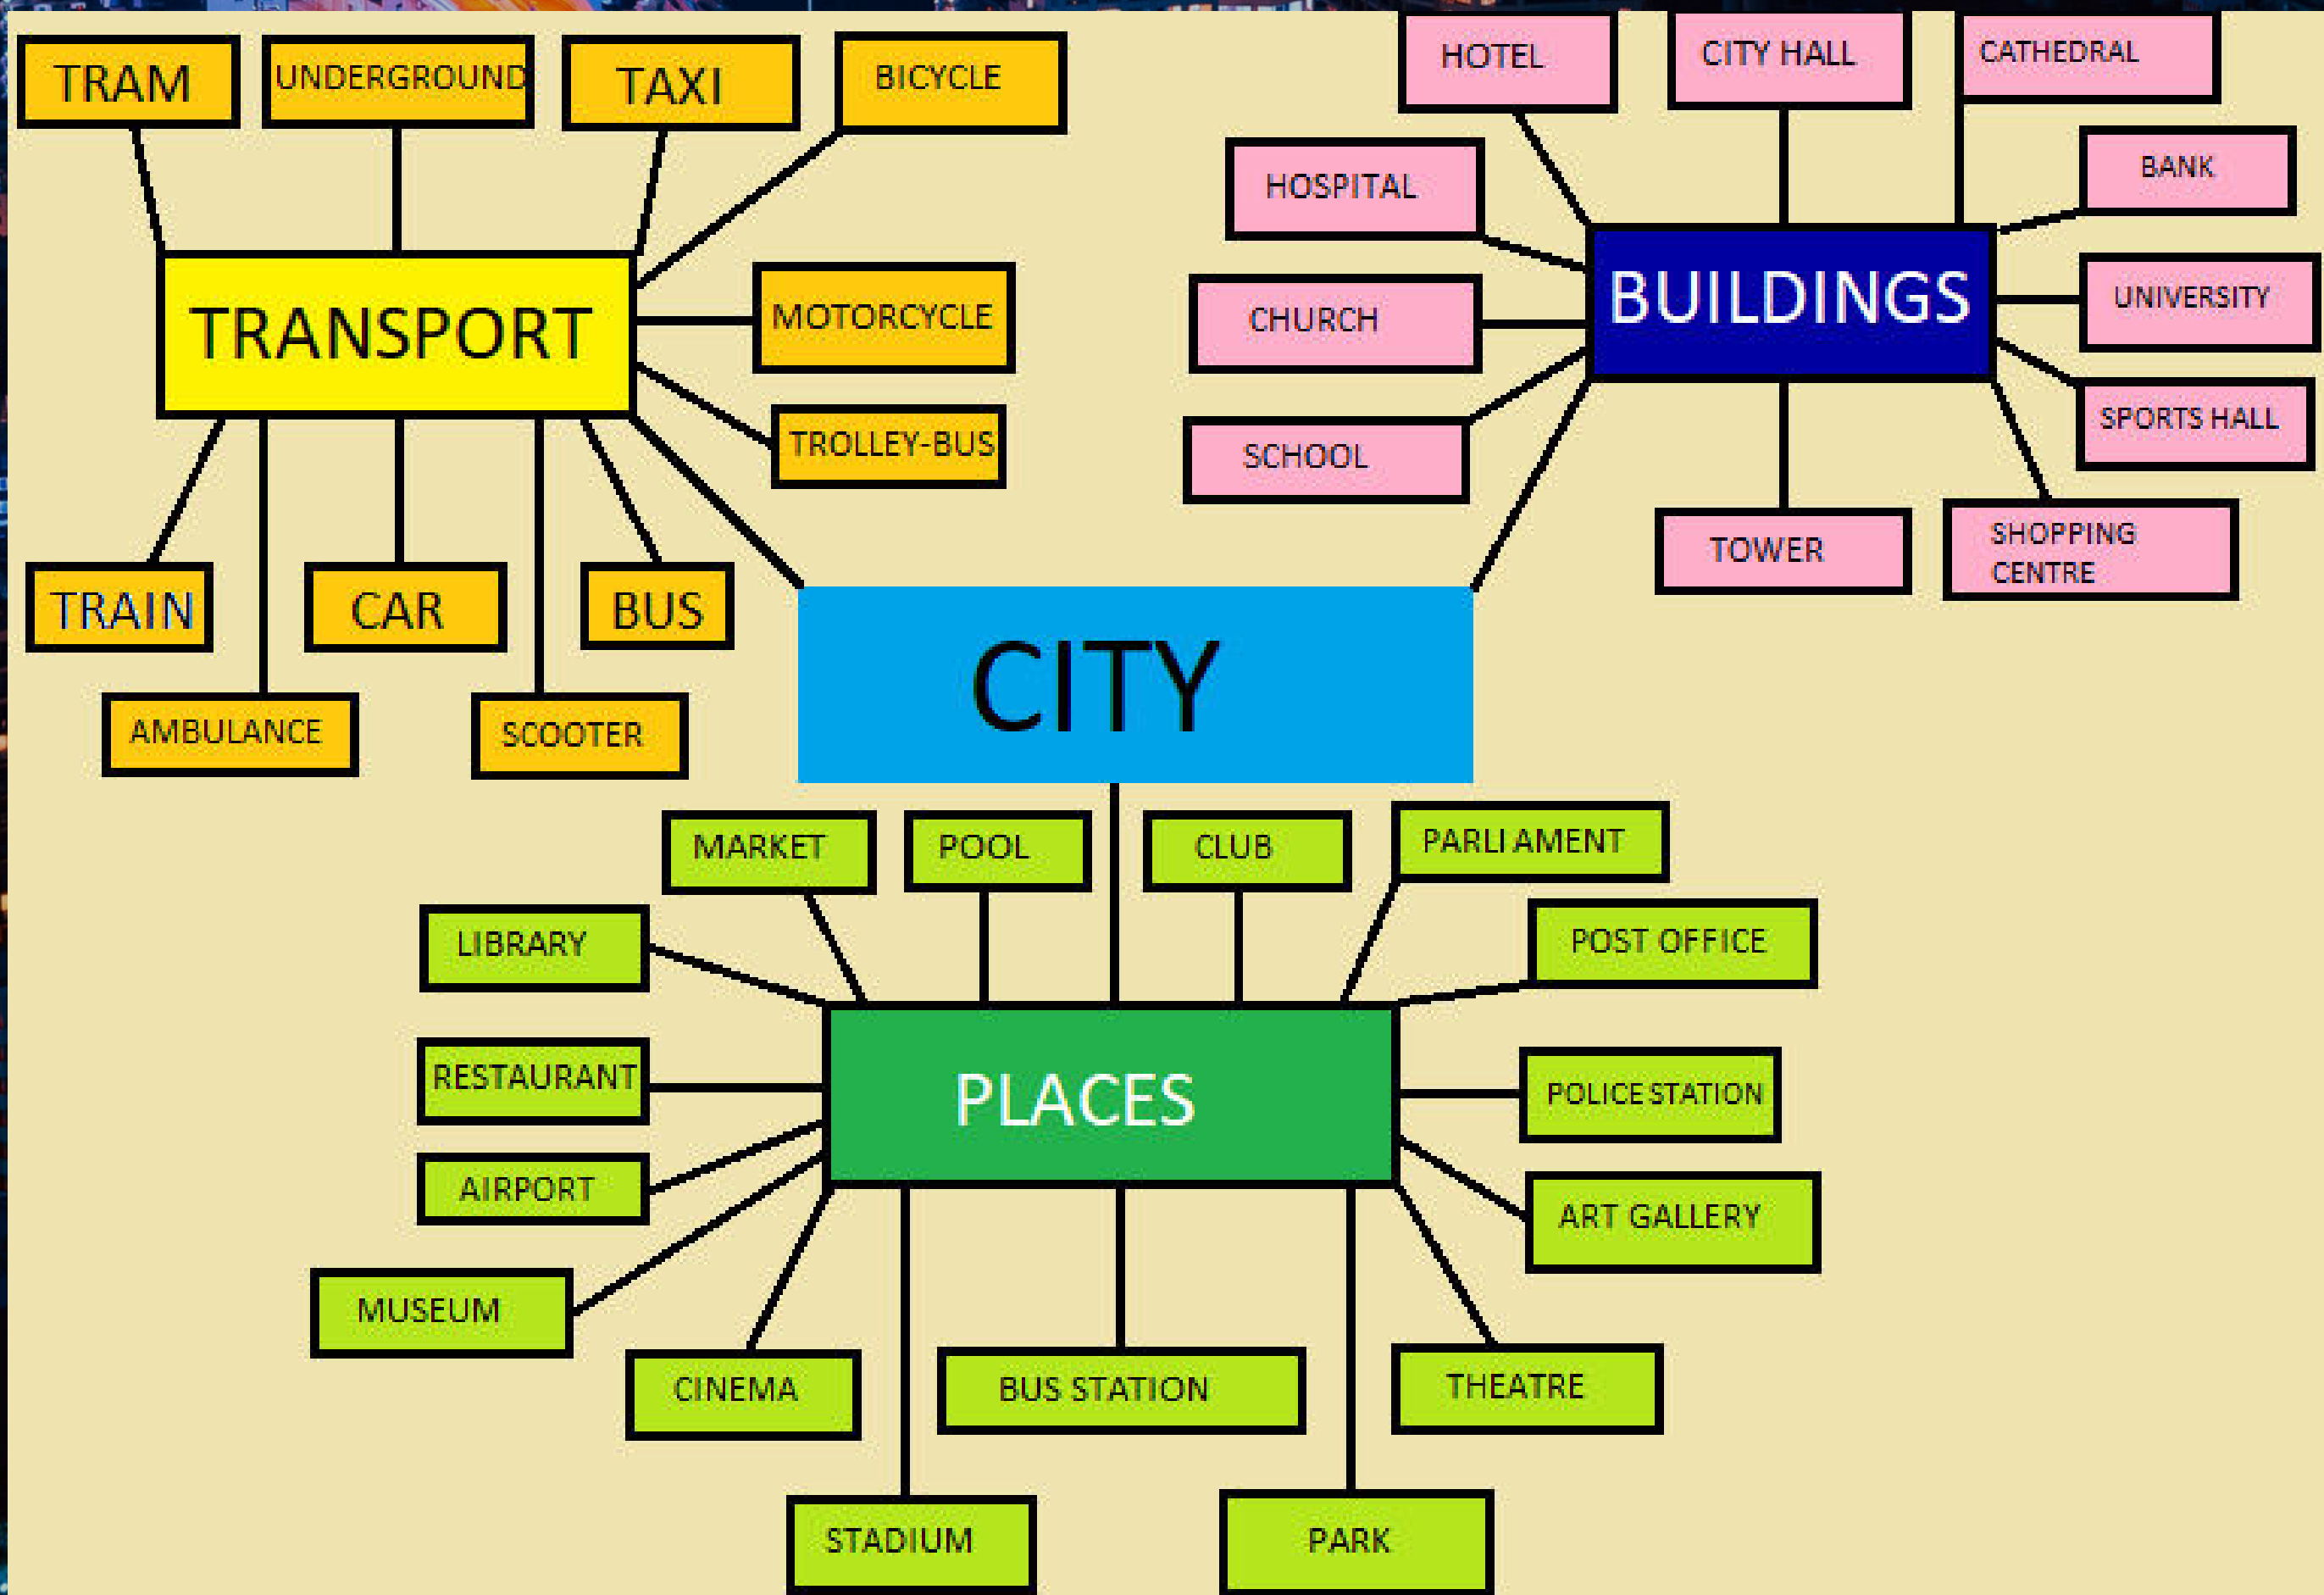 TRAM
UNDERGROUND
TAXI
BICYCLE
TRANSPORT
MOTORCYCLE
TROLLEY-BUS
TRAIN
CAR
BUS
AMBULANCE
SCOOTER
HOTEL
CITY HALL
CATHEDRAL
HOSPITAL
BANK
BUILDINGS
CHURCH
UNIVERSITY
SCHOOL
SPORTS HALL
TOWER
SHOPPING
CENTRE
CITY
MARKET
POOL
CLUB
PARLIAMENT
LIBRARY
POST OFFICE
RESTAURANT
PLACES
POLICE STATION
AIRPORT
ART GALLERY
MUSEUM
CINEMA
BUS STATION
THEATRE
STADIUM
PARK